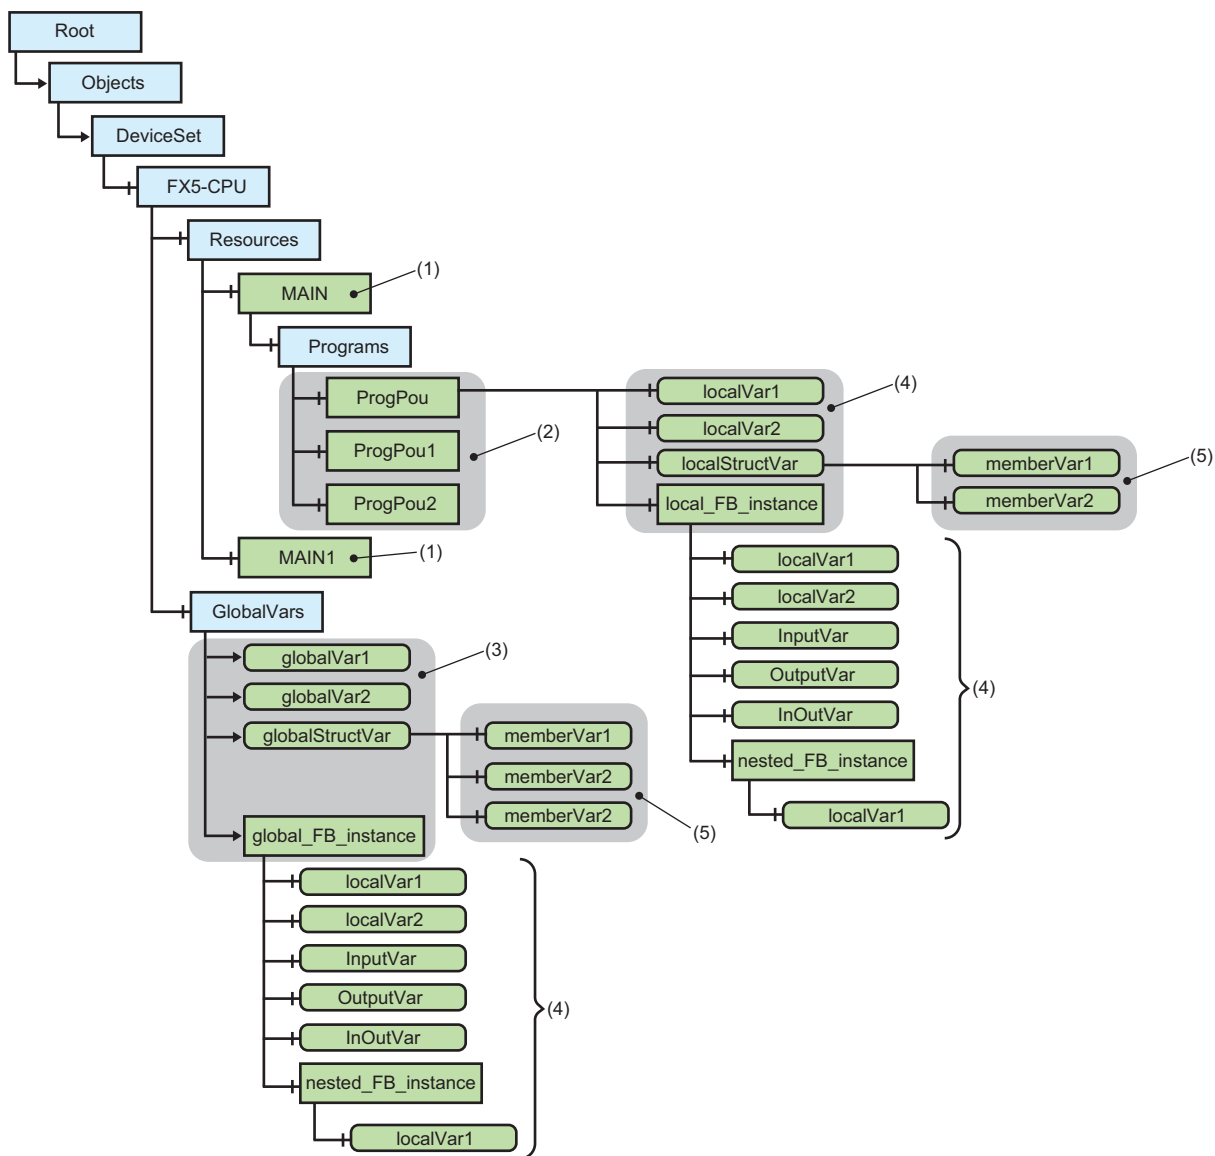 Root
Objects
DeviceSet
FX5-CPU
Resources
MAIN
(1)
Programs
ProgPou
ProgPou1
ProgPou2
(2)
localVar1
localVar2
localStructVar
local_FB_instance
(4)
memberVar1
memberVar2
(5)
MAIN1
(1)
localVar1
localVar2
InputVar
OutputVar
InOutVar
nested_FB_instance
localVar1
(4)
GlobalVars
globalVar1
globalVar2
globalStructVar
global_FB_instance
(3)
memberVar1
memberVar2
memberVar2
(5)
localVar1
localVar2
InputVar
OutputVar
InOutVar
nested_FB_instance
localVar1
(4)